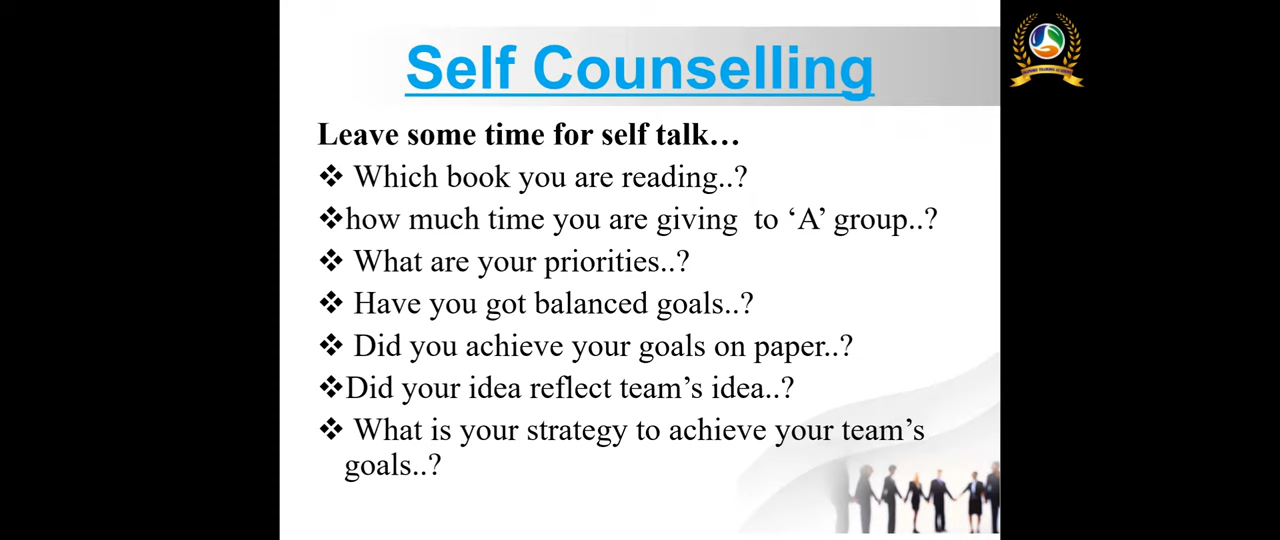 Self Counselling
Leave some time for self talk…
❖ Which book you are reading..?
❖how much time you are giving  to ‘A’ group..?
❖ What are your priorities..?
❖ Have you got balanced goals..?
❖ Did you achieve your goals on paper..?
❖Did your idea reflect team’s idea..?
❖ What is your strategy to achieve your team’s
goals..?
TRAINING ACADEMY